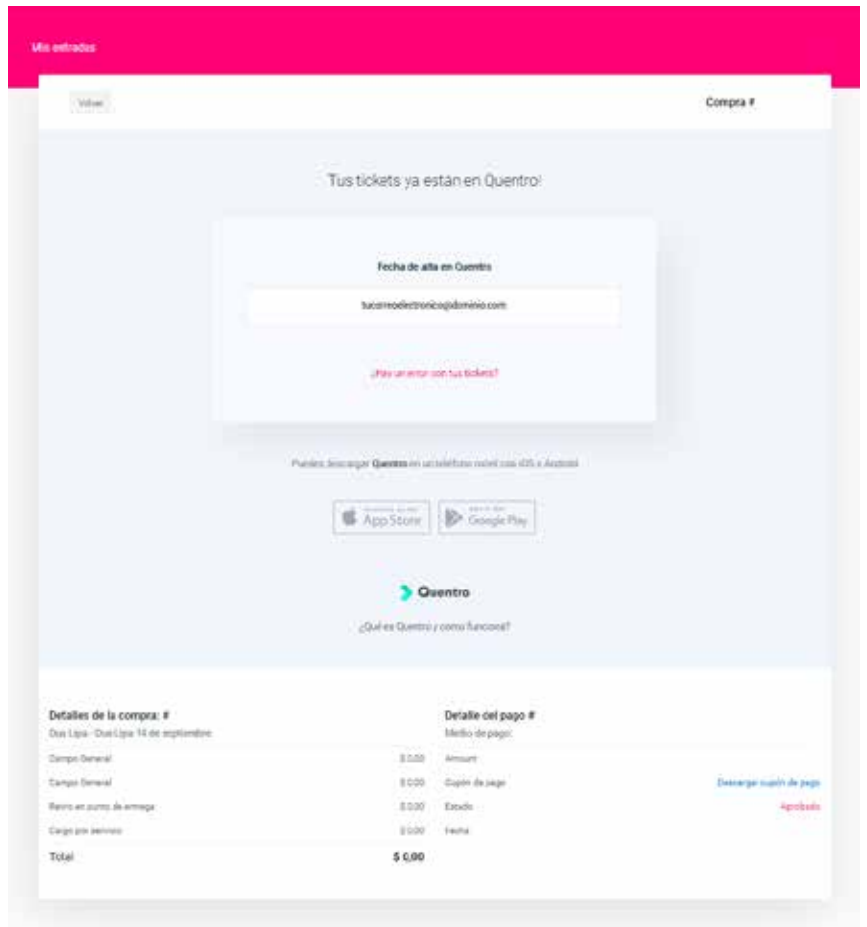 Mis entradas
Volver
Compra #
Tus tickets ya están en Quentro!
Fecha de alta en Quentro
tucorreoelectronico@dominio.com
¿Hay un error con tus tickets?
Puedes descargar Quentro en un teléfono móvil con iOS o Android
App Store
Google Play
Quentro
¿Qué es Quentro y como funciona?
Detalles de la compra: #
Detalle del pago #
Dua Lipa - Dua Lipa 14 de septiembre
Medio de pago:
Campo General
$ 0,00
Amount
Campo General
$ 0,00
Cupón de pago
Descargar cupón de pago
Retiro en punto de entrega
$ 0,00
Estado
Aprobado
Cargo por servicio
$ 0,00
Fecha
Total
$ 0,00